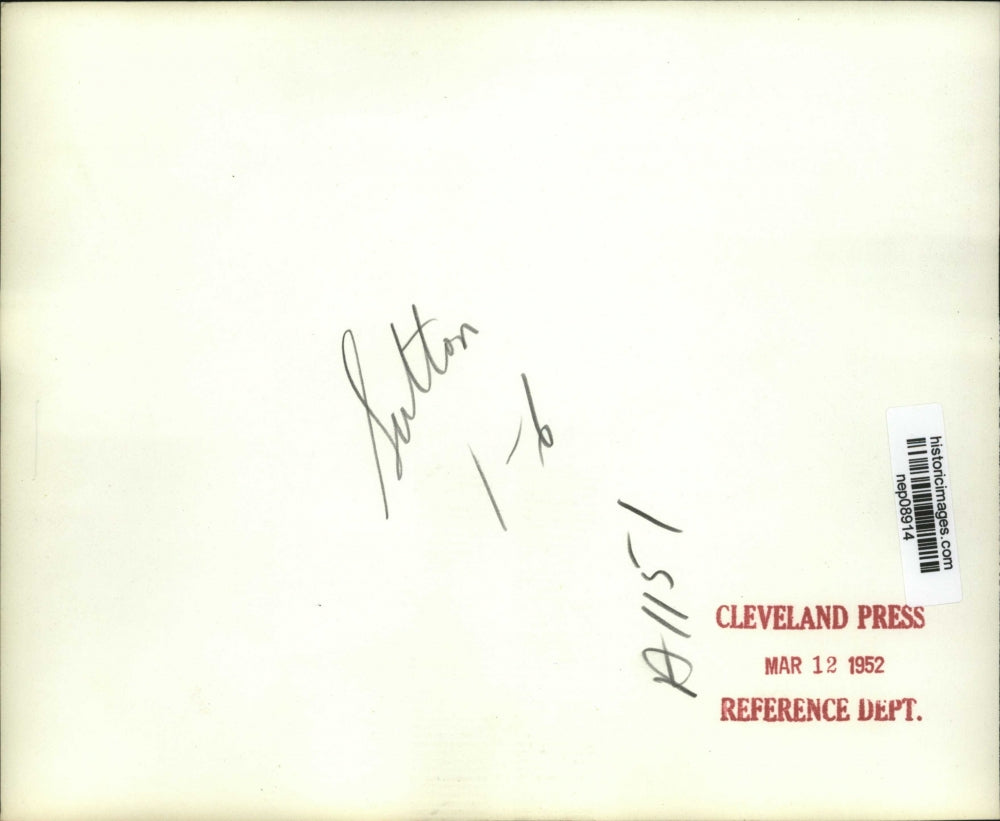 Sutton
1-6
A1151
historicimages.com
nep08914
CLEVELAND PRESS
MAR 12 1952
REFERENCE DEPT.